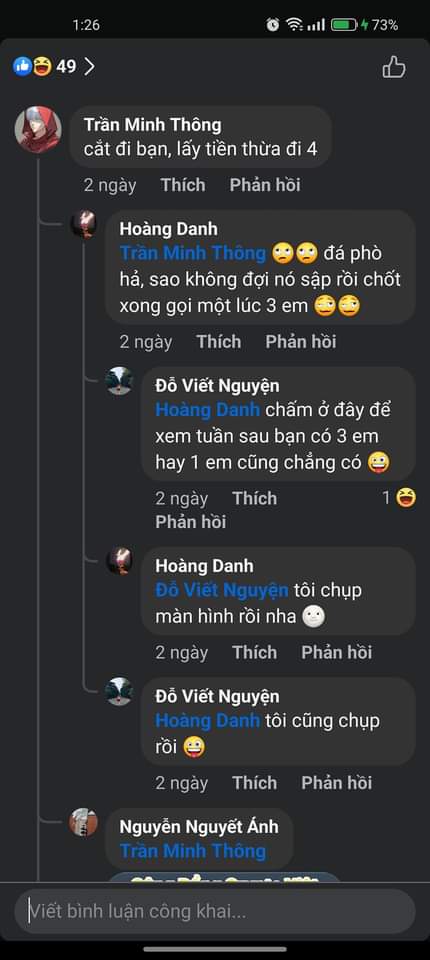 1:26
73%
49
Trần Minh Thông
cắt đi bạn, lấy tiền thừa đi 4
2 ngày Thích Phản hồi
Hoàng Danh
Trần Minh Thông 🙄🙄 đá phò
hả, sao không đợi nó sập rồi chốt
xong gọi một lúc 3 em 🥴🥴
2 ngày Thích Phản hồi
Đỗ Viết Nguyện
Hoàng Danh chấm ở đây để
xem tuần sau bạn có 3 em
hay 1 em cũng chẳng có 🤪
2 ngày Thích 1
Phản hồi
Hoàng Danh
Đỗ Viết Nguyện tôi chụp
màn hình rồi nha 🌝
2 ngày Thích Phản hồi
Đỗ Viết Nguyện
Hoàng Danh tôi cũng chụp
rồi 🤪
2 ngày Thích Phản hồi
Nguyễn Nguyết Ánh
Trần Minh Thông
Viết bình luận công khai...